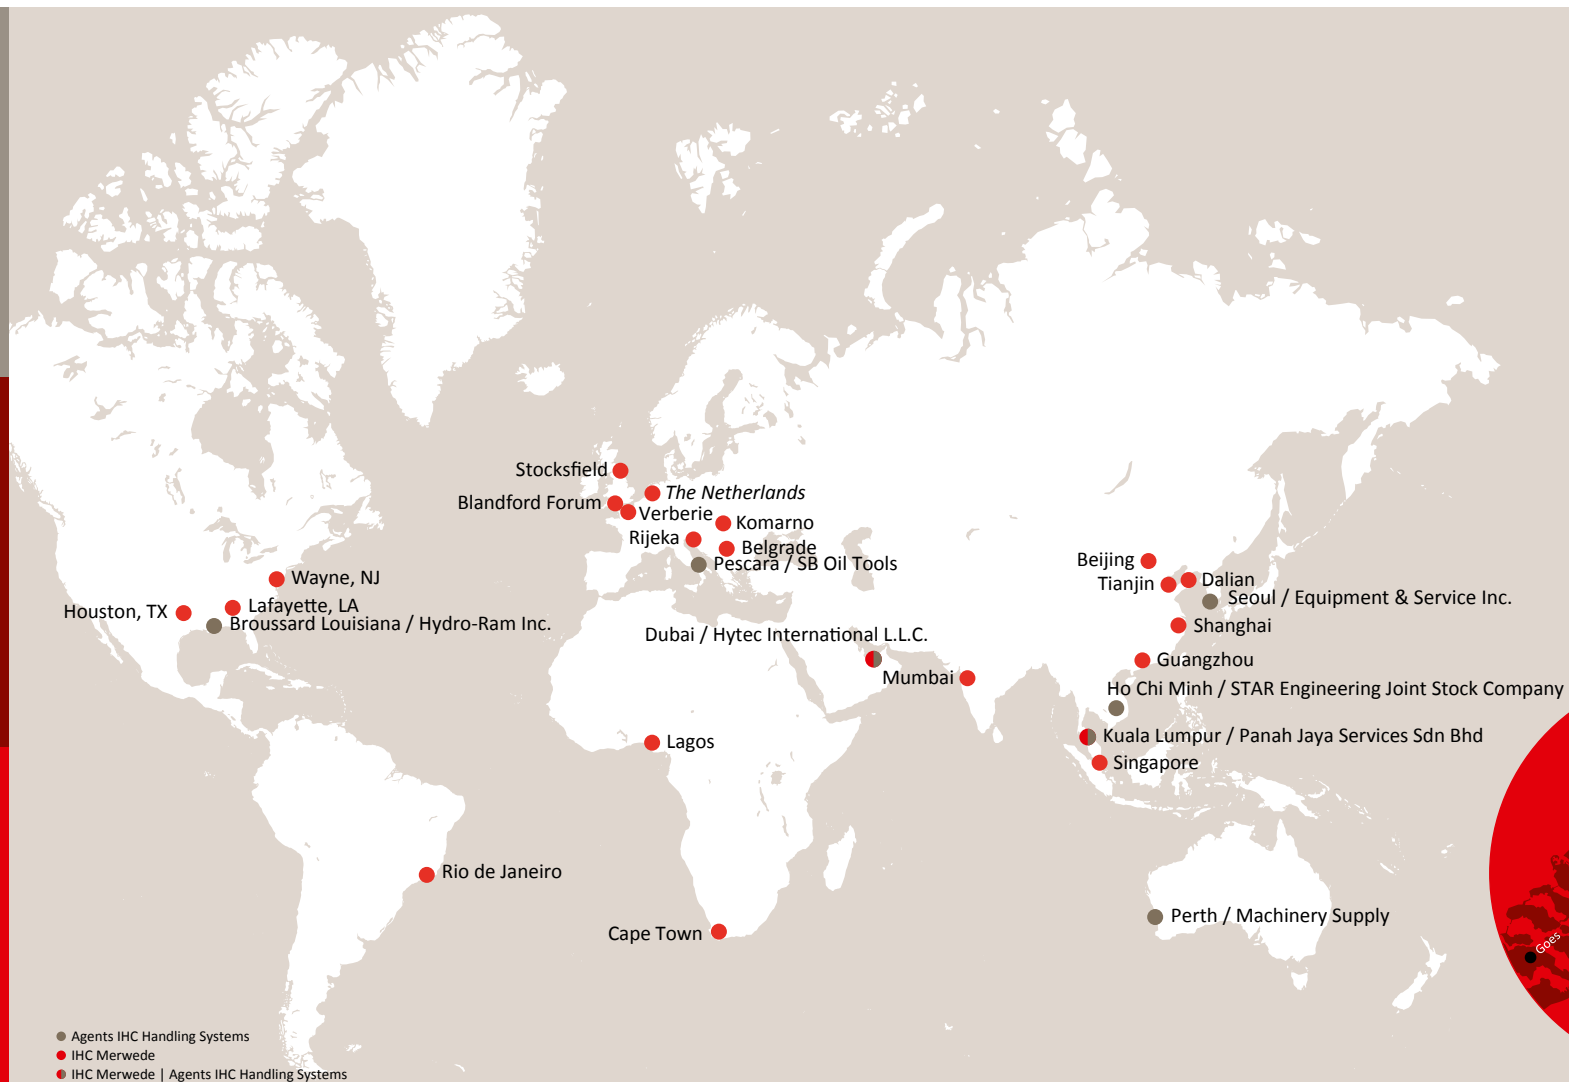 Stocksfield
The Netherlands
Blandford Forum
Verberie
Komarno
Rijeka
Belgrade
Pescara / SB Oil Tools
Beijing
Tianjin
Dalian
Wayne, NJ
Seoul / Equipment & Service Inc.
Houston, TX
Lafayette, LA
Broussard Louisiana / Hydro-Ram Inc.
Shanghai
Dubai / Hytec International L.L.C.
Guangzhou
Mumbai
Ho Chi Minh / STAR Engineering Joint Stock Company
Kuala Lumpur / Panah Jaya Services Sdn Bhd
Lagos
Singapore
Rio de Janeiro
Perth / Machinery Supply
Cape Town
Goes
Agents IHC Handling Systems
IHC Merwede
IHC Merwede | Agents IHC Handling Systems